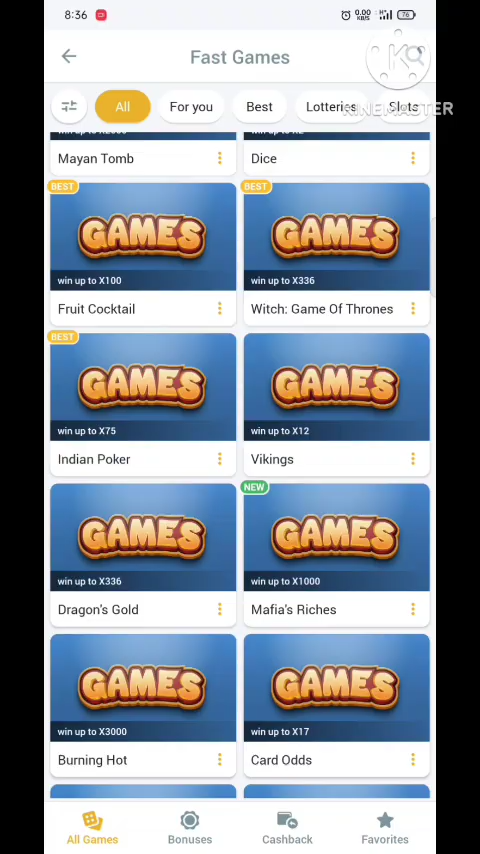 8:36
0.00
KB/S
76
Fast Games
K
KINEMASTER
All
For you
Best
Lotteries
Slots
Mayan Tomb
Dice
BEST
BEST
GAMES
GAMES
win up to X100
win up to X336
Fruit Cocktail
Witch: Game Of Thrones
BEST
GAMES
GAMES
win up to X75
win up to X12
Indian Poker
Vikings
NEW
GAMES
GAMES
win up to X336
win up to X1000
Dragon's Gold
Mafia's Riches
GAMES
GAMES
win up to X3000
win up to X17
Burning Hot
Card Odds
All Games
Bonuses
Cashback
Favorites